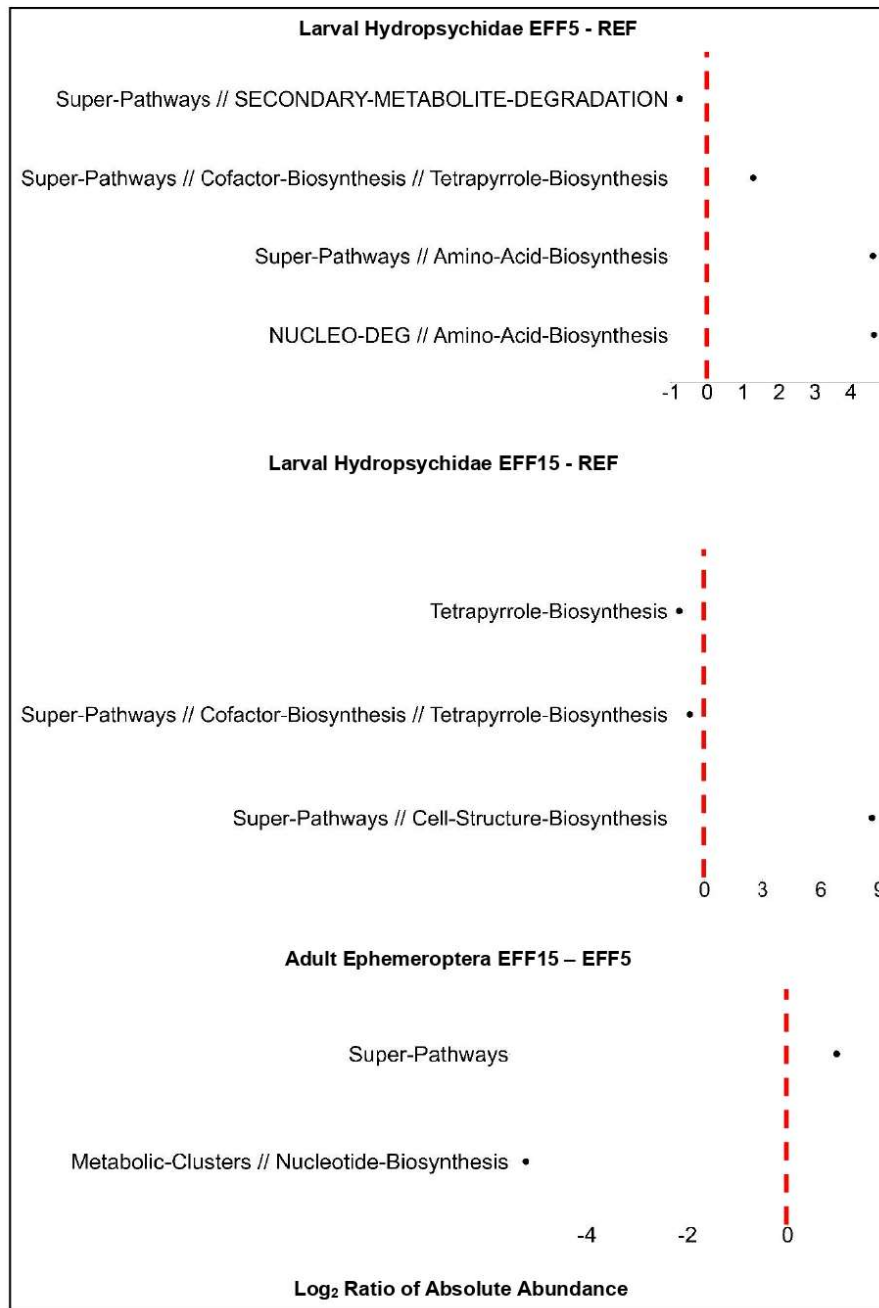 Larval Hydropsychidae EFF5 - REF
Super-Pathways // SECONDARY-METABOLITE-DEGRADATION
Super-Pathways // Cofactor-Biosynthesis // Tetrapyrrole-Biosynthesis
Super-Pathways // Amino-Acid-Biosynthesis
NUCLEO-DEG // Amino-Acid-Biosynthesis
-1 0 1 2 3 4
Larval Hydropsychidae EFF15 - REF
Tetrapyrrole-Biosynthesis
Super-Pathways // Cofactor-Biosynthesis // Tetrapyrrole-Biosynthesis
Super-Pathways // Cell-Structure-Biosynthesis
0 3 6 9
Adult Ephemeroptera EFF15 – EFF5
Super-Pathways
Metabolic-Clusters // Nucleotide-Biosynthesis
-4 -2 0
Log₂ Ratio of Absolute Abundance